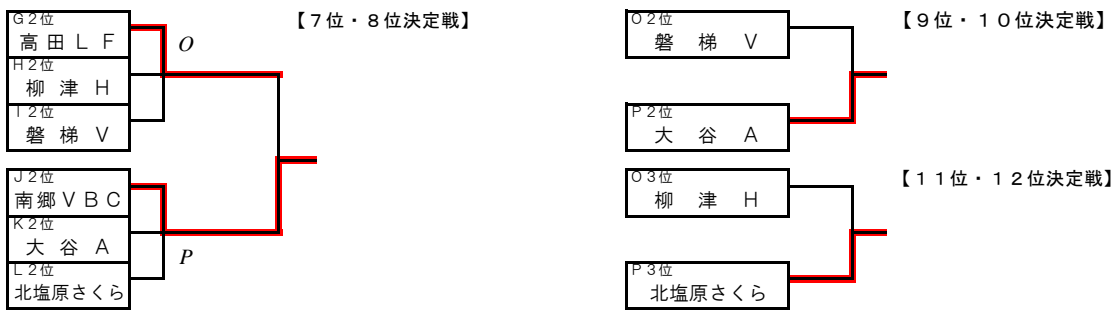 【７位・８位決定戦】
G２位
高田ＬＦ
O
H２位
柳津Ｈ
I２位
磐梯Ｖ
J２位
南郷ＶＢＣ
K２位
大谷Ａ
P
L２位
北塩原さくら
【９位・１０位決定戦】
O２位
磐梯Ｖ
P２位
大谷Ａ
【１１位・１２位決定戦】
O３位
柳津Ｈ
P３位
北塩原さくら